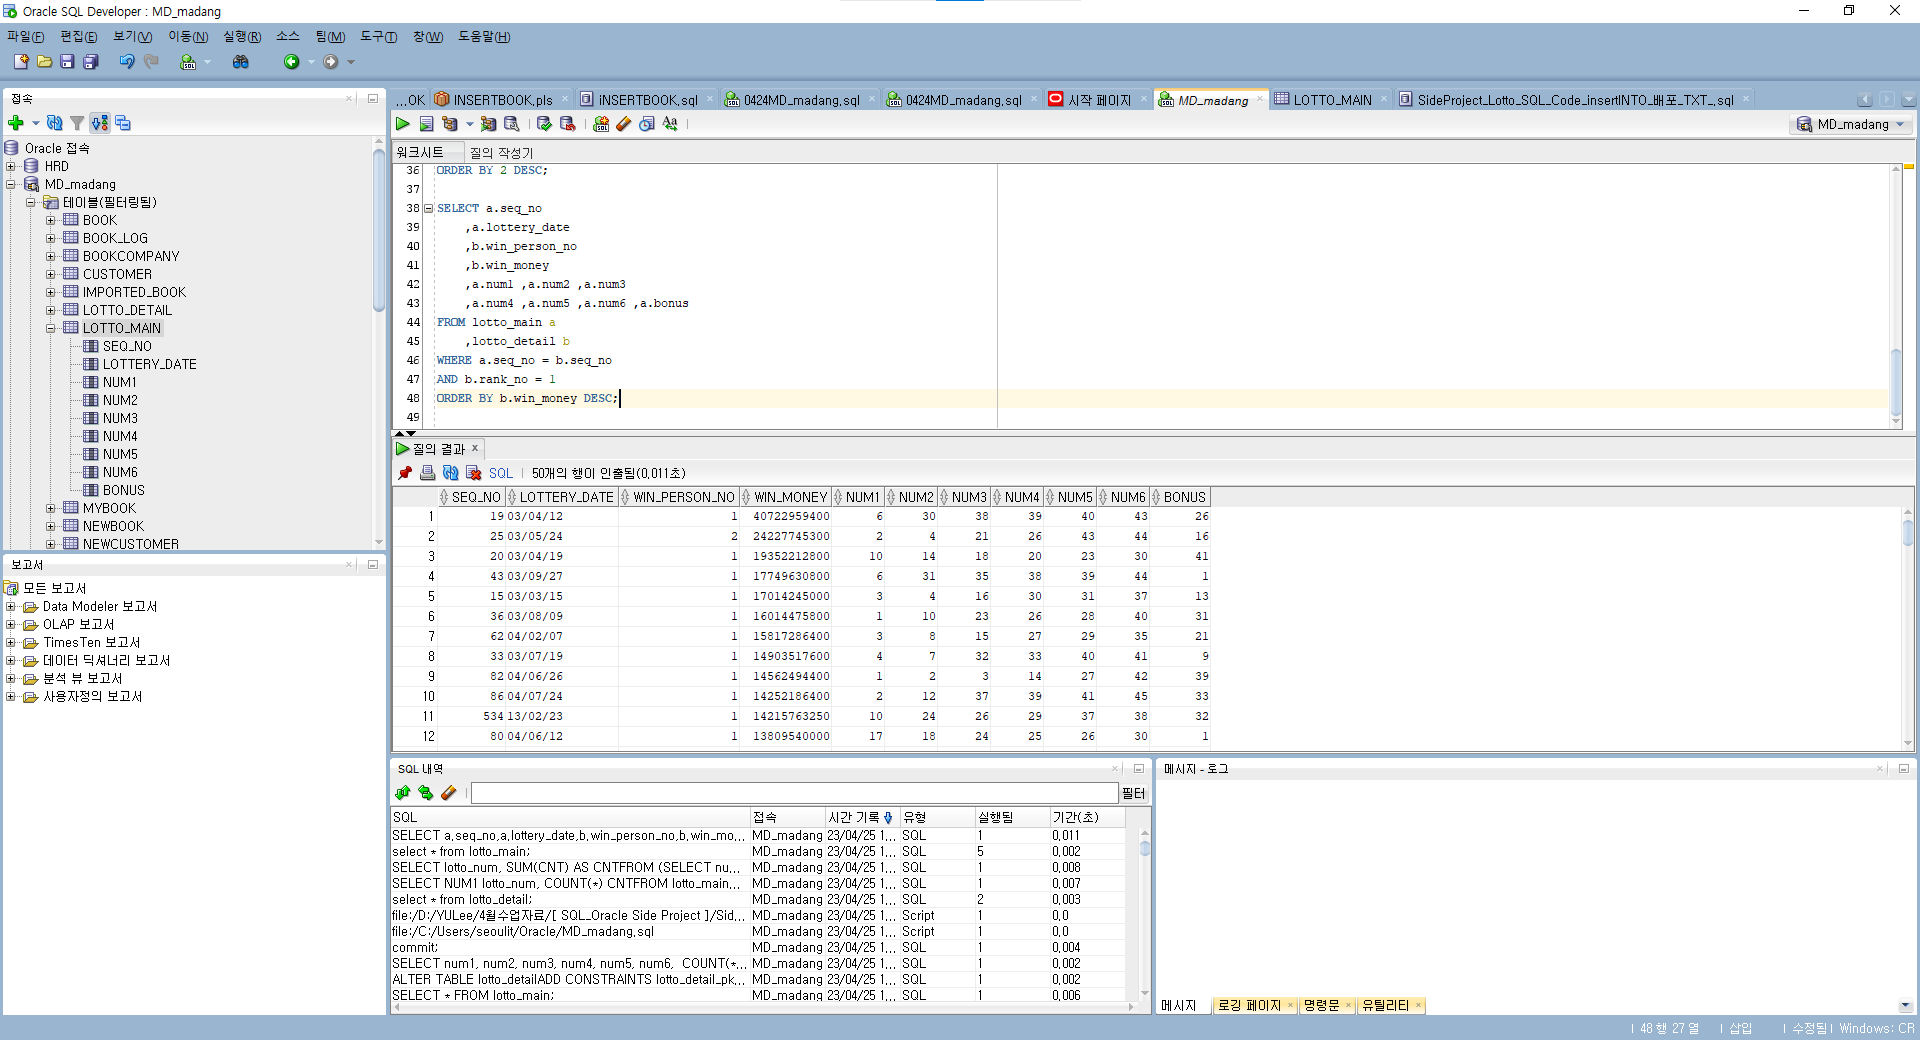 Oracle SQL Developer : MD_madang
파일(F) 편집(E) 보기(V) 이동(N) 실행(R) 소스 팀(M) 도구(T) 창(W) 도움말(H)
접속
Oracle 접속
HRD
MD_madang
테이블(필터링됨)
BOOK
BOOK_LOG
BOOKCOMPANY
CUSTOMER
IMPORTED_BOOK
LOTTO_DETAIL
LOTTO_MAIN
SEQ_NO
LOTTERY_DATE
NUM1
NUM2
NUM3
NUM4
NUM5
NUM6
BONUS
MYBOOK
NEWBOOK
NEWCUSTOMER
보고서
모든 보고서
Data Modeler 보고서
OLAP 보고서
TimesTen 보고서
데이터 딕셔너리 보고서
분석 뷰 보고서
사용자정의 보고서
...OK INSERTBOOK.pls iNSERTBOOK.sql 0424MD_madang.sql 0424MD_madang.sql 시작 페이지 MD_madang LOTTO_MAIN SideProject_Lotto_SQL_Code_insertINTO_배포_TXT_.sql
MD_madang
워크시트 질의 작성기
36 ORDER BY 2 DESC;
37
38 SELECT a.seq_no
39 ,a.lottery_date
40 ,b.win_person_no
41 ,b.win_money
42 ,a.num1 ,a.num2 ,a.num3
43 ,a.num4 ,a.num5 ,a.num6 ,a.bonus
44 FROM lotto_main a
45 ,lotto_detail b
46 WHERE a.seq_no = b.seq_no
47 AND b.rank_no = 1
48 ORDER BY b.win_money DESC;
49
질의 결과
SQL 50개의 행이 인출됨(0.011초)
SEQ_NO LOTTERY_DATE WIN_PERSON_NO WIN_MONEY NUM1 NUM2 NUM3 NUM4 NUM5 NUM6 BONUS
1 19 03/04/12 1 40722959400 6 30 38 39 40 43 26
2 25 03/05/24 2 24227745300 2 4 21 26 43 44 16
3 20 03/04/19 1 19352212800 10 14 18 20 23 30 41
4 43 03/09/27 1 17749630800 6 31 35 38 39 44 1
5 15 03/03/15 1 17014245000 3 4 16 30 31 37 13
6 36 03/08/09 1 16014475800 1 10 23 26 28 40 31
7 62 04/02/07 1 15817286400 3 8 15 27 29 35 21
8 33 03/07/19 1 14903517600 4 7 32 33 40 41 9
9 82 04/06/26 1 14562494400 1 2 3 14 27 42 39
10 86 04/07/24 1 14252186400 2 12 37 39 41 45 33
11 534 13/02/23 1 14215763250 10 24 26 29 37 38 32
12 80 04/06/12 1 13809540000 17 18 24 25 26 30 1
SQL 내역
필터
SQL 접속 시간 기록 유형 실행됨 기간(초)
SELECT a.seq_no,a.lottery_date,b.win_person_no,b.win_mo... MD_madang 23/04/25 1... SQL 1 0.011
select * from lotto_main; MD_madang 23/04/25 1... SQL 5 0.002
SELECT lotto_num, SUM(CNT) AS CNTFROM (SELECT nu... MD_madang 23/04/25 1... SQL 1 0.008
SELECT NUM1 lotto_num, COUNT(*) CNTFROM lotto_main... MD_madang 23/04/25 1... SQL 1 0.007
select * from lotto_detail; MD_madang 23/04/25 1... SQL 2 0.003
file:/D:/YULee/4월수업자료/[ SQL_Oracle Side Project ]/Sid... MD_madang 23/04/25 1... Script 1 0.0
file:/C:/Users/seoulit/Oracle/MD_madang.sql MD_madang 23/04/25 1... Script 1 0.0
commit; MD_madang 23/04/25 1... SQL 1 0.004
SELECT num1, num2, num3, num4, num5, num6, COUNT(*... MD_madang 23/04/25 1... SQL 1 0.002
ALTER TABLE lotto_detailADD CONSTRAINTS lotto_detail_pk... MD_madang 23/04/25 1... SQL 1 0.002
SELECT * FROM lotto_main; MD_madang 23/04/25 1... SQL 1 0.006
메시지 - 로그
메시지 로깅 페이지 명령문 유틸리티
48 행 27 열 삽입 수정됨 Windows: CR